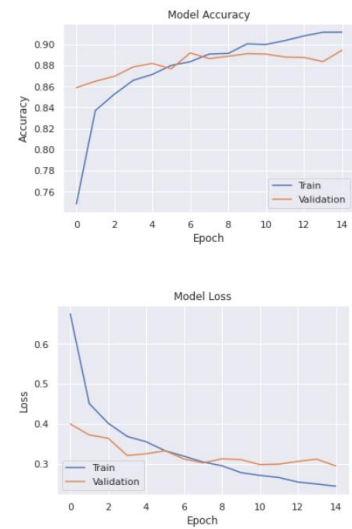 Model Accuracy
0.90
0.88
0.86
0.84
0.82
0.80
0.78
0.76
Accuracy
Train
Validation
0 2 4 6 8 10 12 14
Epoch
Model Loss
0.6
0.5
0.4
0.3
Loss
Train
Validation
0 2 4 6 8 10 12 14
Epoch